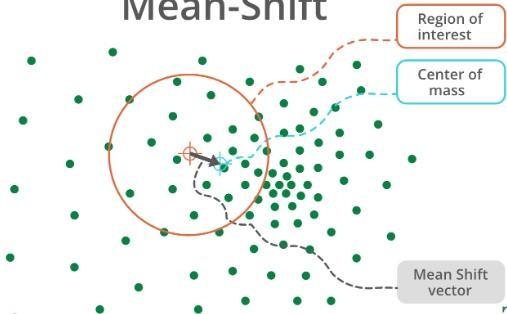 Mean-Shift
Region of
interest
Center of
mass
Mean Shift
vector